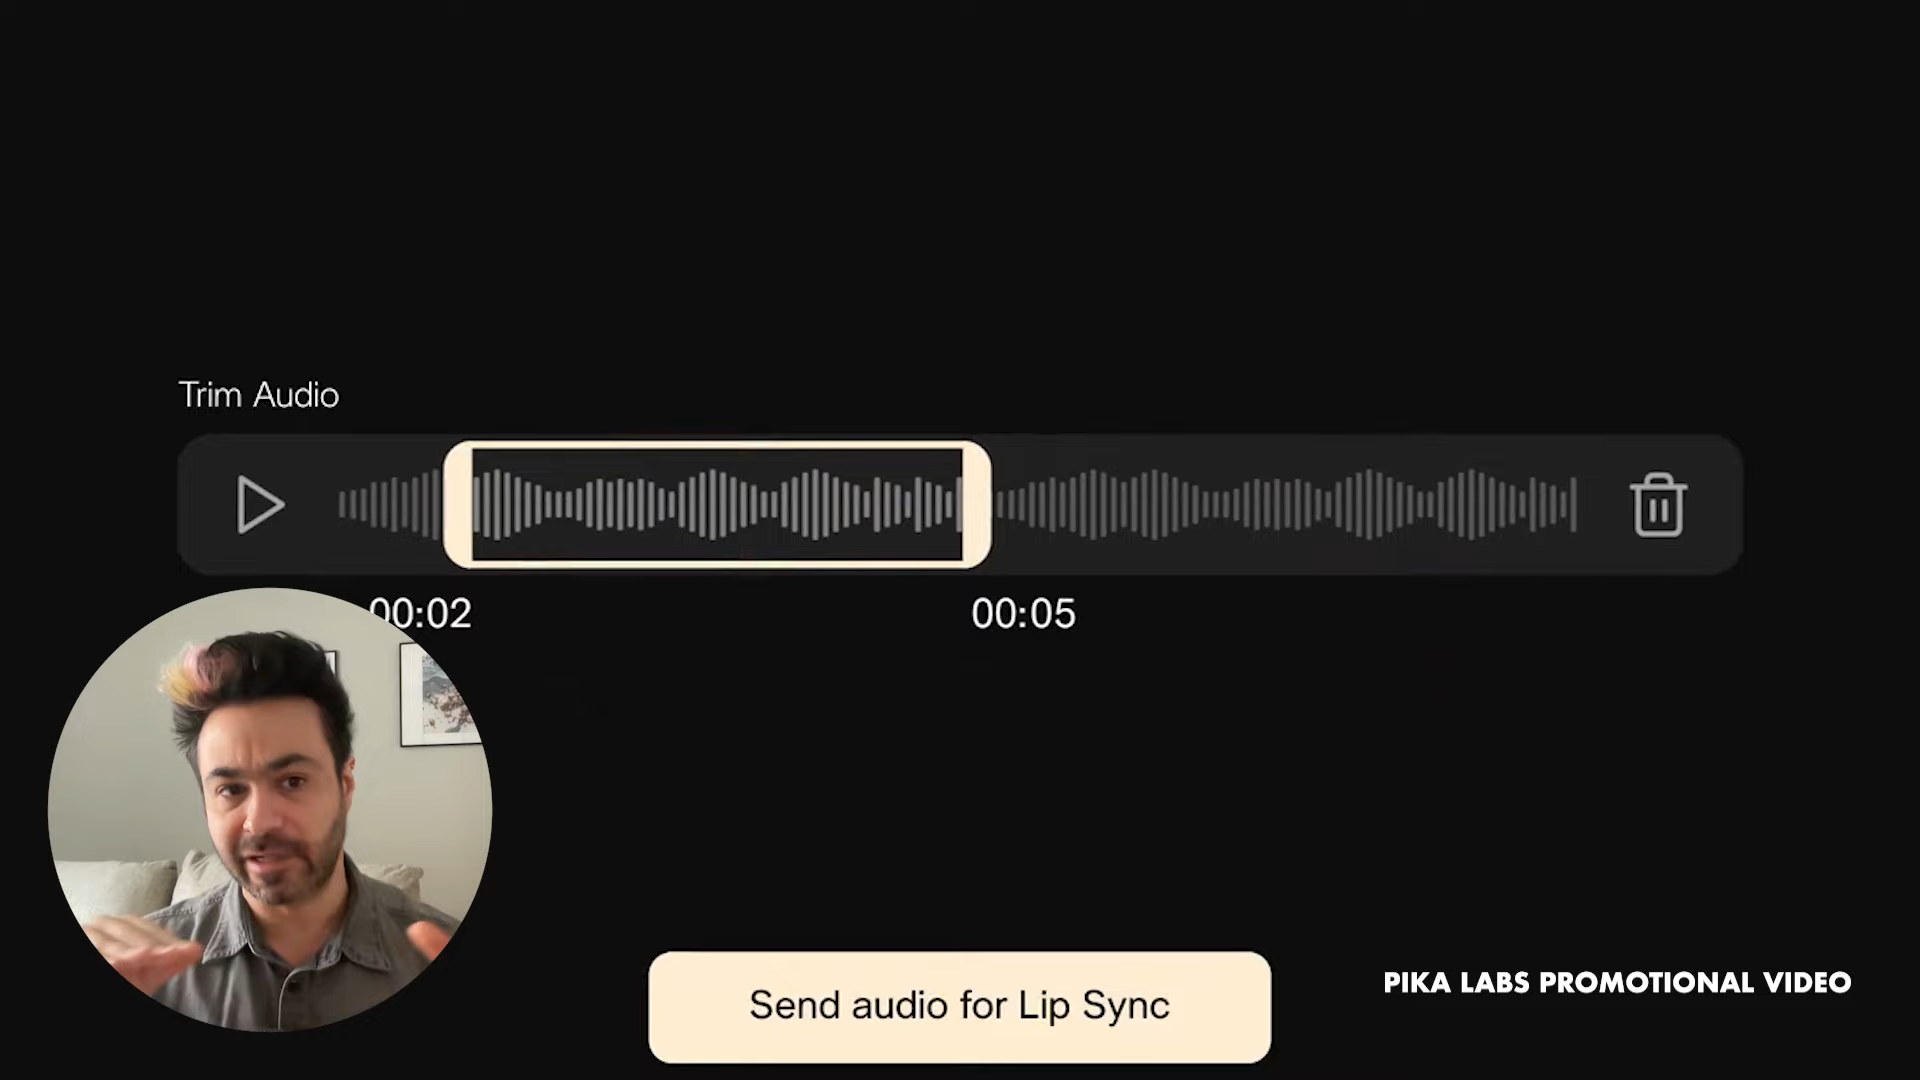 Trim Audio
00:02
00:05
Send audio for Lip Sync
PIKA LABS PROMOTIONAL VIDEO